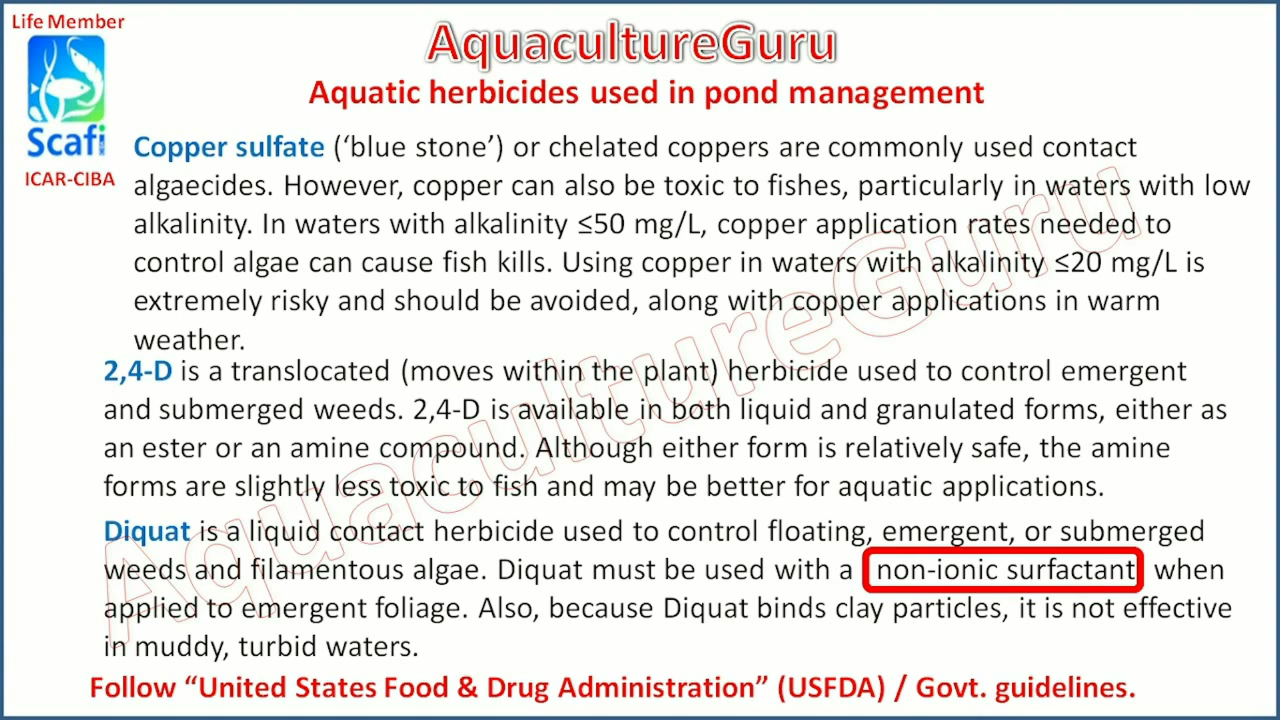 Life Member
AquacultureGuru
Aquatic herbicides used in pond management
Scafi
ICAR-CIBA
Copper sulfate (‘blue stone’) or chelated coppers are commonly used contact
algaecides. However, copper can also be toxic to fishes, particularly in waters with low
alkalinity. In waters with alkalinity ≤50 mg/L, copper application rates needed to
control algae can cause fish kills. Using copper in waters with alkalinity ≤20 mg/L is
extremely risky and should be avoided, along with copper applications in warm
weather.
2,4-D is a translocated (moves within the plant) herbicide used to control emergent
and submerged weeds. 2,4-D is available in both liquid and granulated forms, either as
an ester or an amine compound. Although either form is relatively safe, the amine
forms are slightly less toxic to fish and may be better for aquatic applications.
Diquat is a liquid contact herbicide used to control floating, emergent, or submerged
weeds and filamentous algae. Diquat must be used with a non-ionic surfactant when
applied to emergent foliage. Also, because Diquat binds clay particles, it is not effective
in muddy, turbid waters.
Follow “United States Food & Drug Administration” (USFDA) / Govt. guidelines.
AquacultureGuru